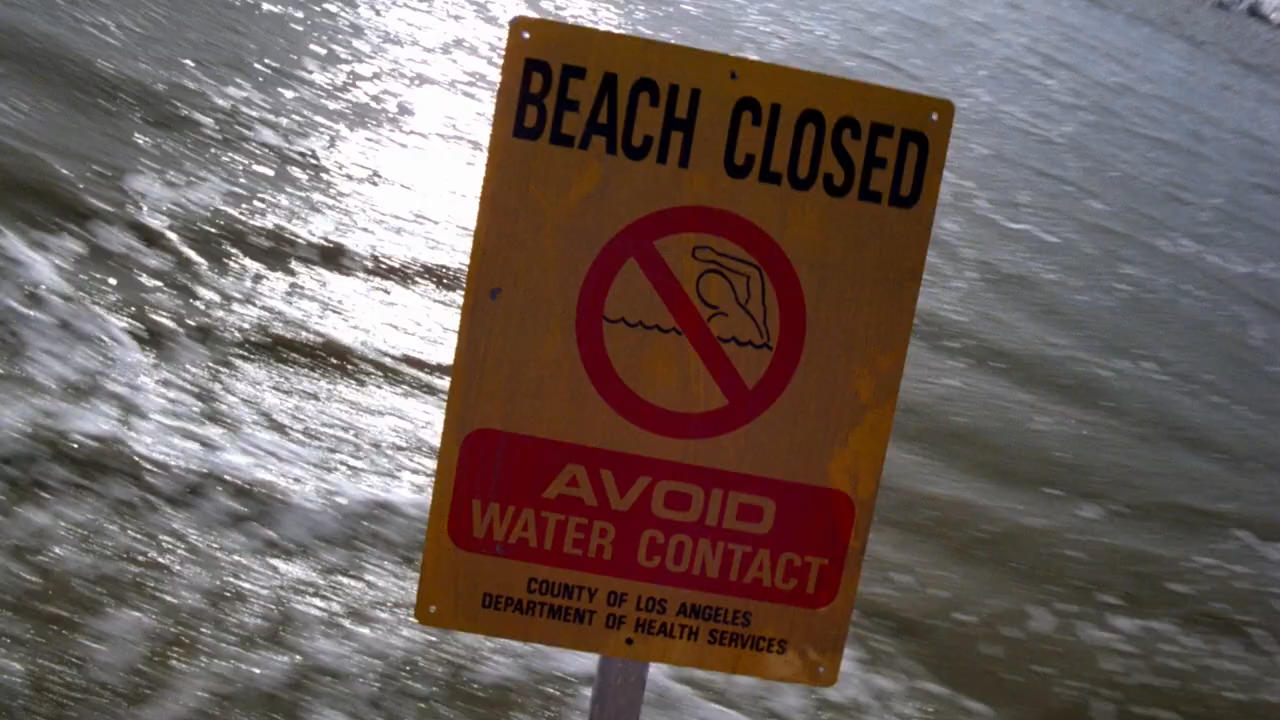 BEACH CLOSED
AVOID
WATER CONTACT
COUNTY OF LOS ANGELES
DEPARTMENT OF HEALTH SERVICES